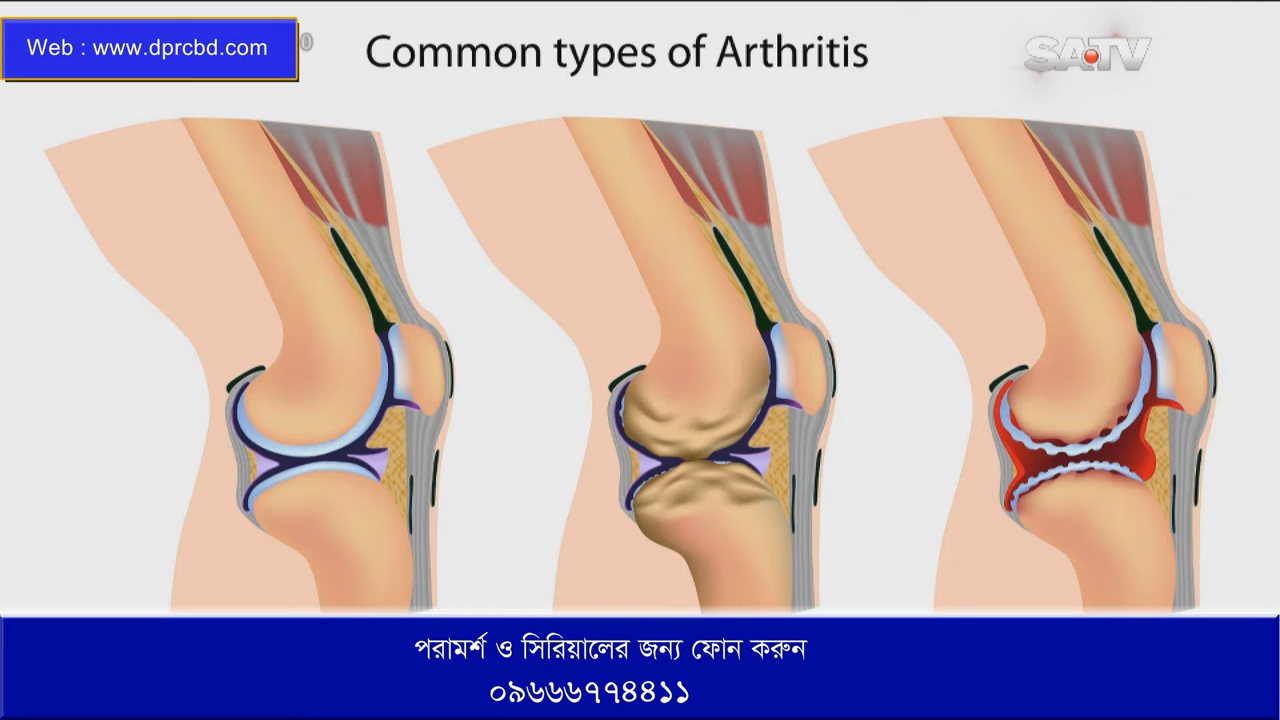 Web : www.dprcbd.com
Common types of Arthritis
SATV
পরামর্শ ও সিরিয়ালের জন্য ফোন করুন
০৯৬৬৬৭৭৪৪১১